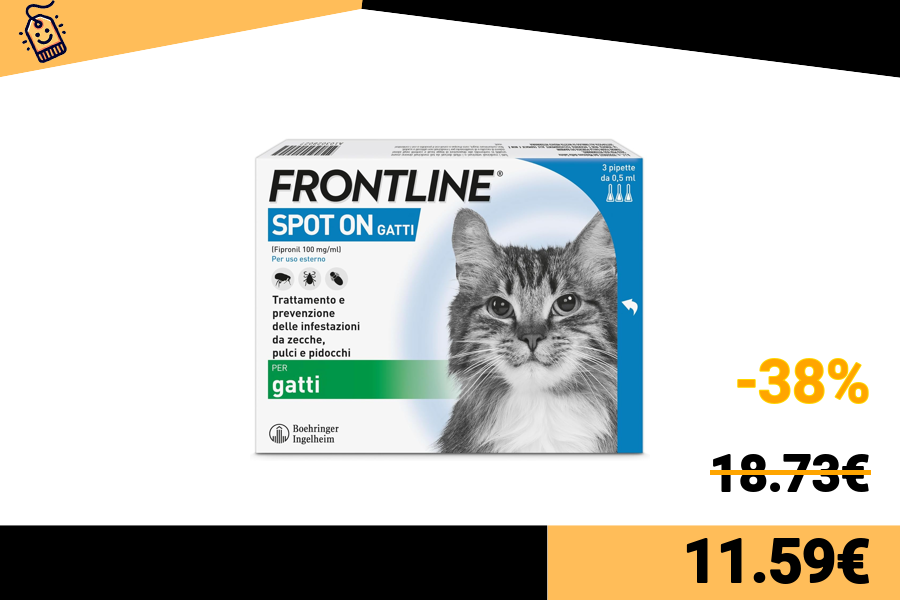 FRONTLINE®
SPOT ON GATTI
3 pipette
da 0,5 ml
(Fipronil 100 mg/ml)
Per uso esterno
Trattamento e
prevenzione
delle infestazioni
da zecche,
pulci e pidocchi
PER
gatti
Boehringer
Ingelheim
-38%
18.73€
11.59€